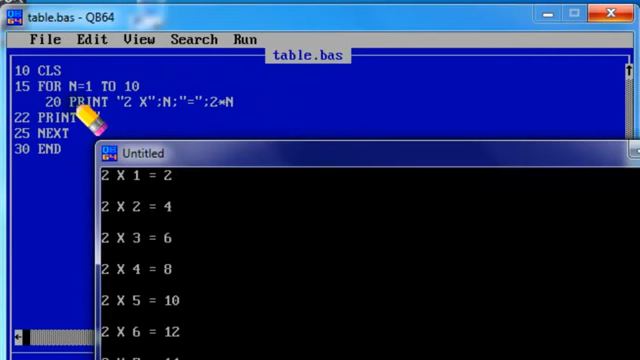 table.bas - QB64
File Edit View Search Run
table.bas
10 CLS
15 FOR N=1 TO 10
20 PRINT "2 X";N;"=";2*N
22 PRINT
25 NEXT
30 END
Untitled
2 X 1 = 2
2 X 2 = 4
2 X 3 = 6
2 X 4 = 8
2 X 5 = 10
2 X 6 = 12